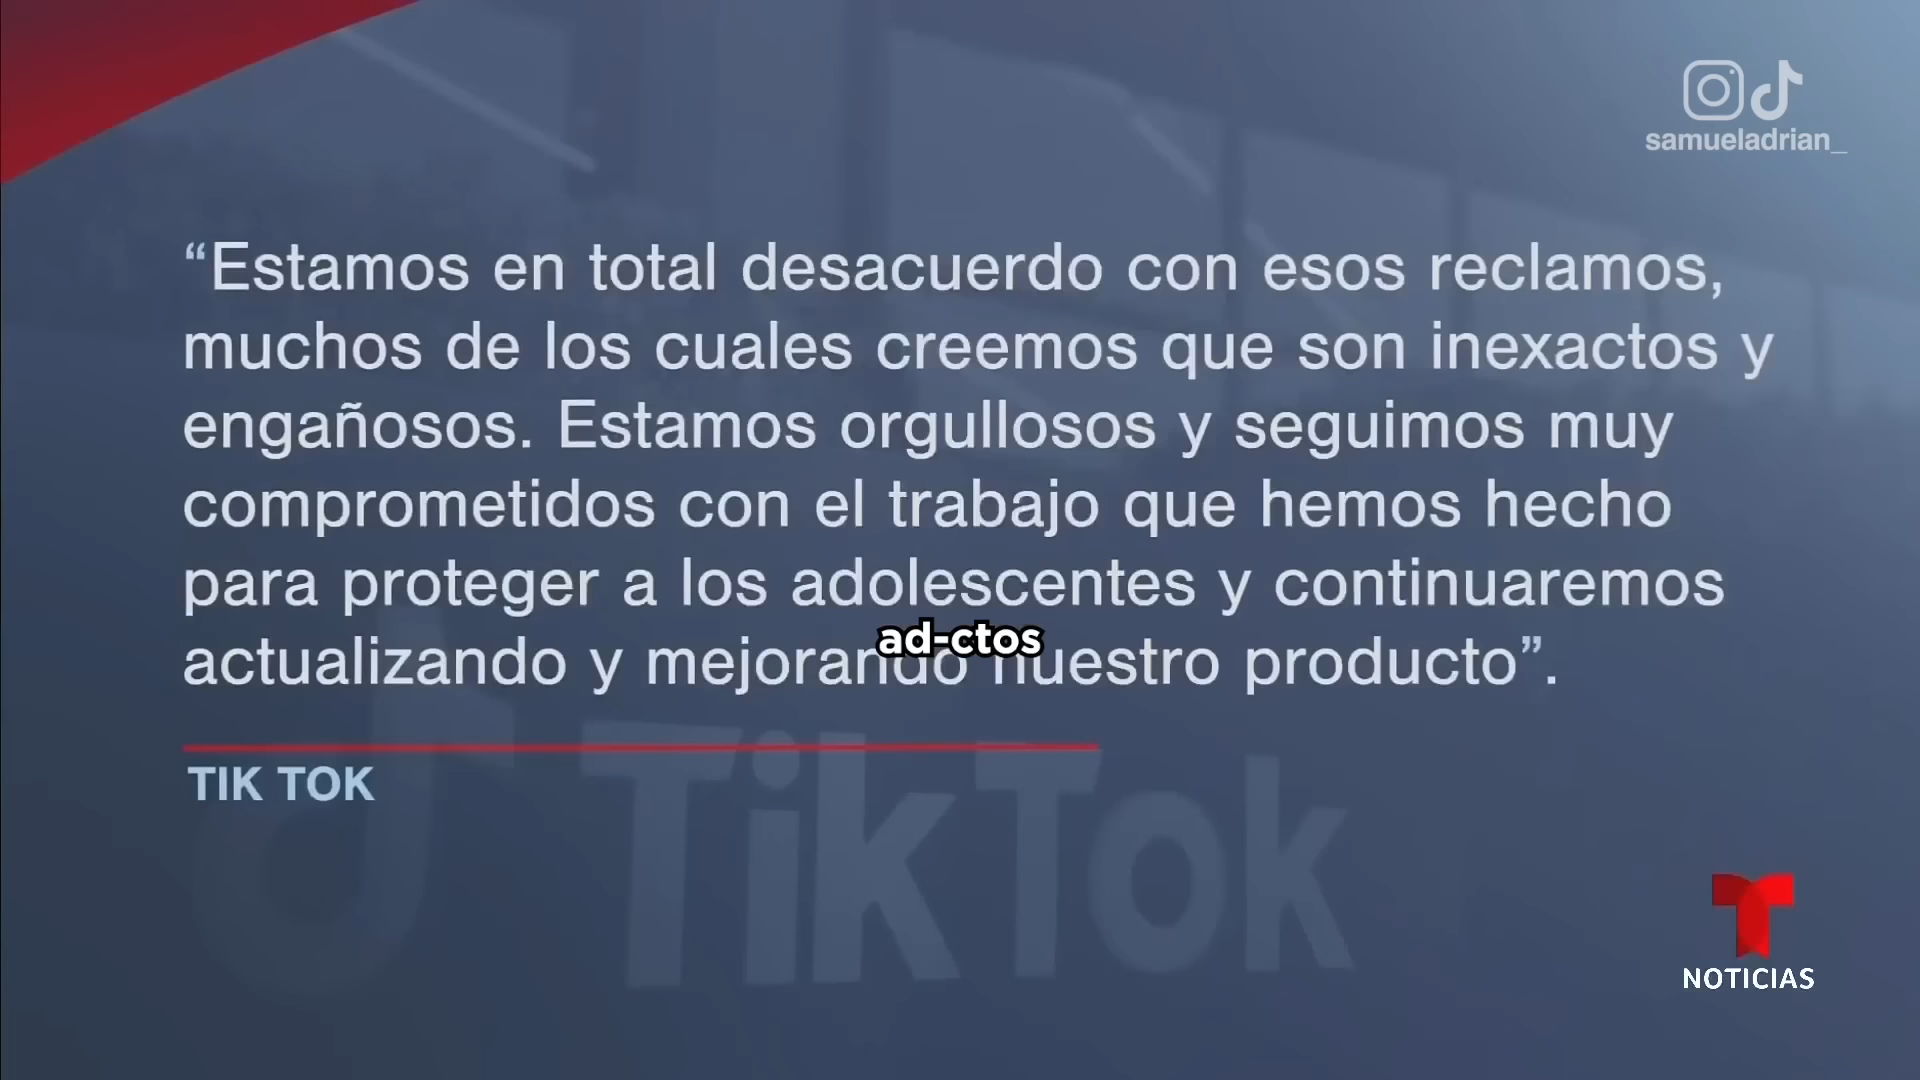 samueladrian_
“Estamos en total desacuerdo con esos reclamos,
muchos de los cuales creemos que son inexactos y
engañosos. Estamos orgullosos y seguimos muy
comprometidos con el trabajo que hemos hecho
para proteger a los adolescentes y continuaremos
ad-ctos
actualizando y mejorando nuestro producto”.
TIK TOK
TikTok
NOTICIAS